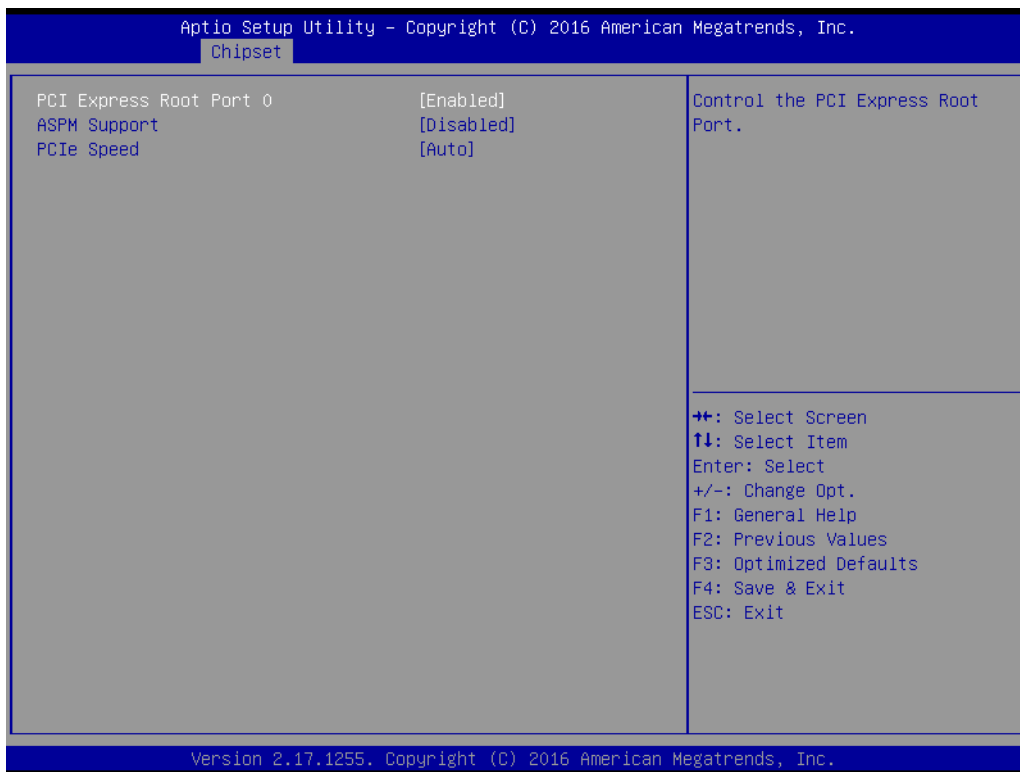 Aptio Setup Utility – Copyright (C) 2016 American Megatrends, Inc.
Chipset
PCI Express Root Port 0 [Enabled]
ASPM Support [Disabled]
PCIe Speed [Auto]
Control the PCI Express Root
Port.
→←: Select Screen
↑↓: Select Item
Enter: Select
+/-: Change Opt.
F1: General Help
F2: Previous Values
F3: Optimized Defaults
F4: Save & Exit
ESC: Exit
Version 2.17.1255. Copyright (C) 2016 American Megatrends, Inc.